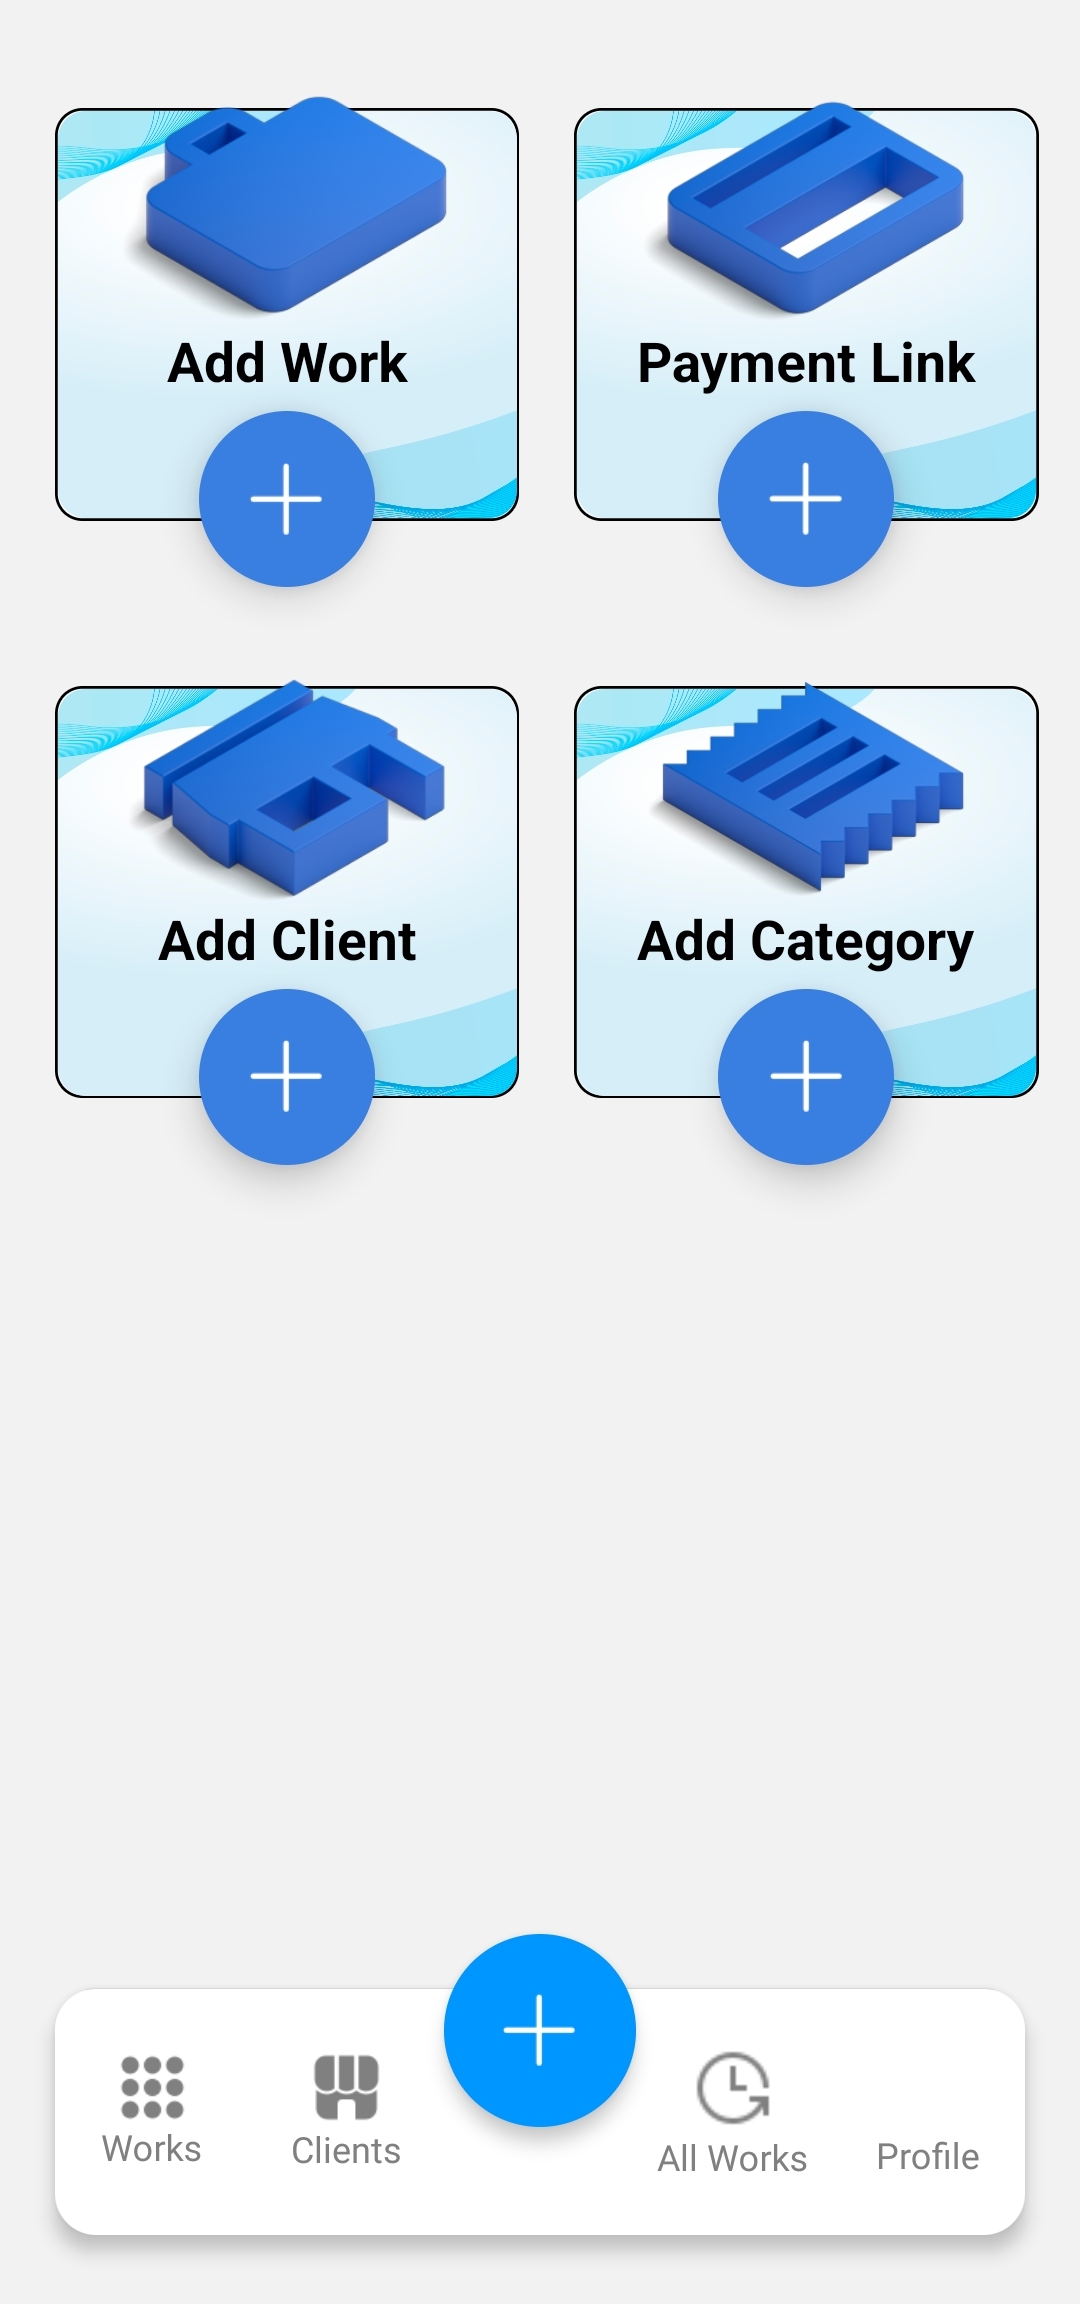 Add Work
Payment Link
Add Client
Add Category
Works
Clients
All Works
Profile